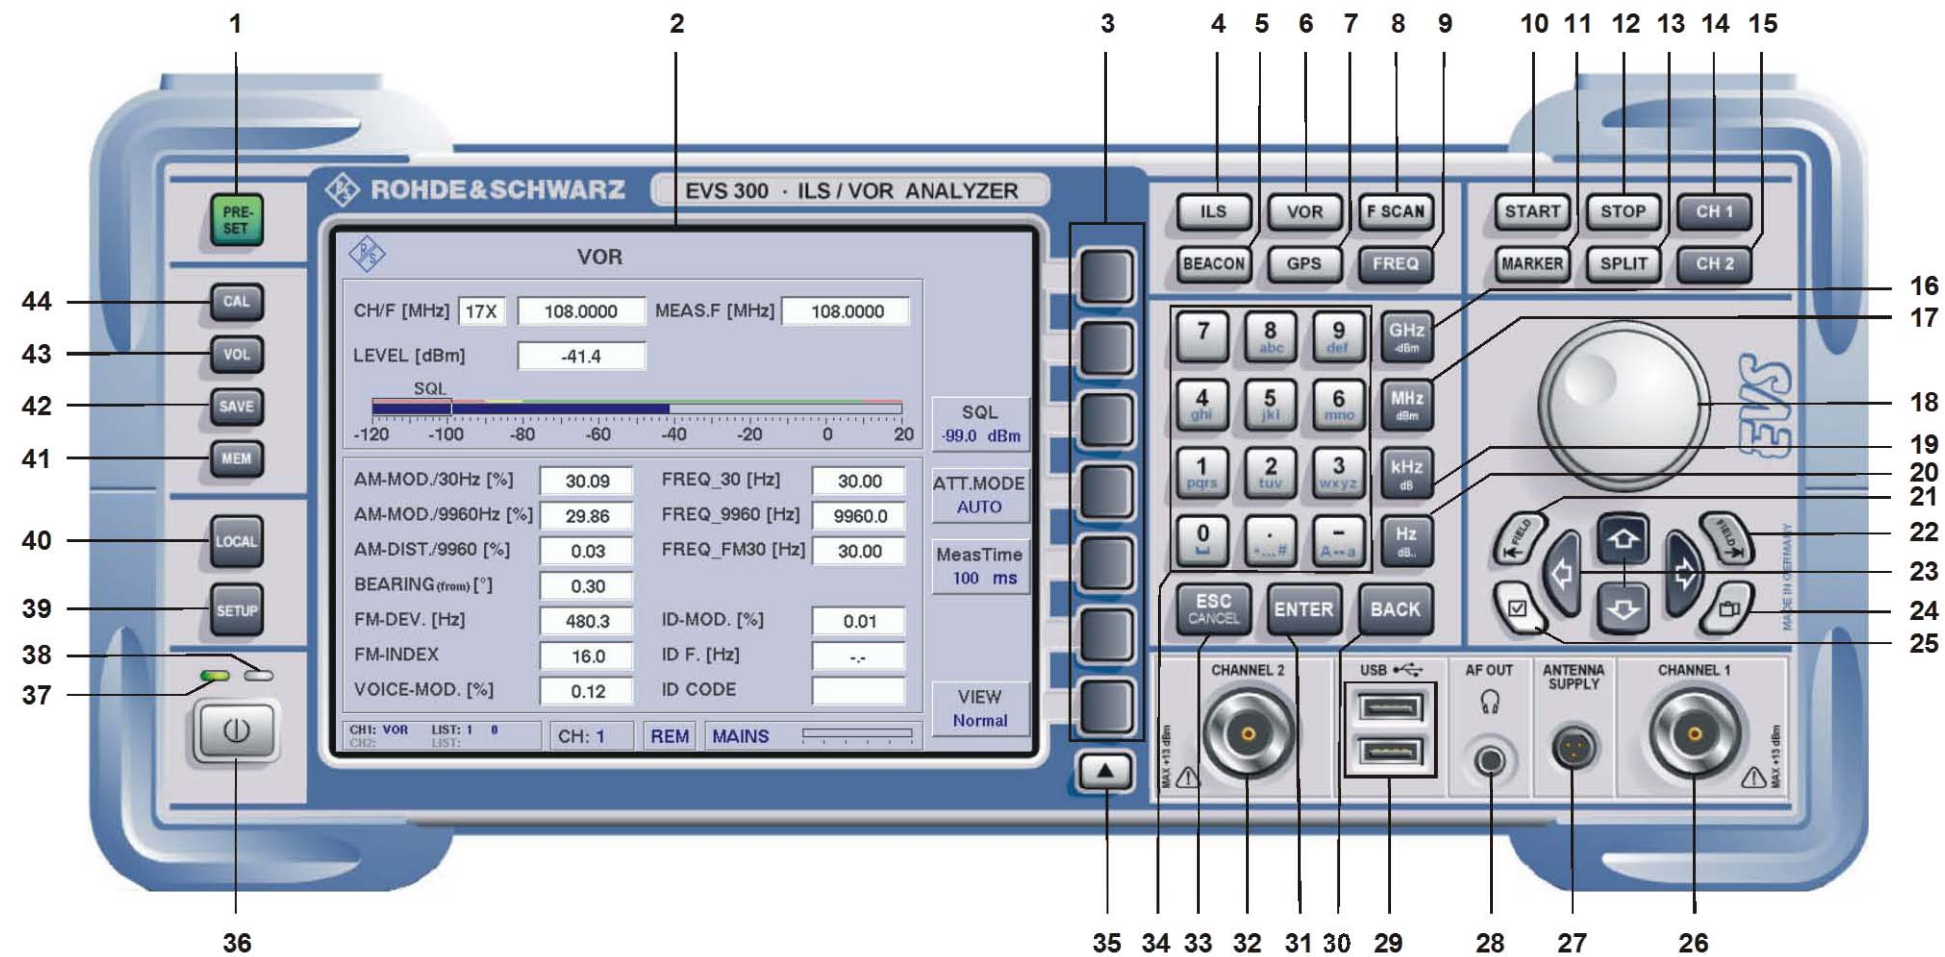 1 2 3 4 5 6 7 8 9 10 11 12 13 14 15
ROHDE&SCHWARZ EVS 300 · ILS / VOR ANALYZER
PRE-
SET
ILS VOR F SCAN
BEACON GPS FREQ
START STOP CH 1
MARKER SPLIT CH 2
VOR
CH/F [MHz] 17X 108.0000 MEAS.F [MHz] 108.0000
LEVEL [dBm] -41.4
SQL
-120 -100 -80 -60 -40 -20 0 20
SQL
-99.0 dBm
ATT.MODE
AUTO
MeasTime
100 ms
VIEW
Normal
AM-MOD./30Hz [%] 30.09 FREQ_30 [Hz] 30.00
AM-MOD./9960Hz [%] 29.86 FREQ_9960 [Hz] 9960.0
AM-DIST./9960 [%] 0.03 FREQ_FM30 [Hz] 30.00
BEARING(from) [°] 0.30
FM-DEV. [Hz] 480.3 ID-MOD. [%] 0.01
FM-INDEX 16.0 ID F. [Hz] -.-
VOICE-MOD. [%] 0.12 ID CODE
CH1: VOR LIST: 1 0
CH2: LIST:
CH: 1 REM MAINS
44 CAL
43 VOL
42 SAVE
41 MEM
40 LOCAL
39 SETUP
38
37
7 8 abc 9 def GHz -dBm
4 ghi 5 jkl 6 mno MHz dBm
1 pqrs 2 tuv 3 wxyz kHz dB
0 . *...# - A↔a Hz dB..
ESC
CANCEL
ENTER
BACK
EVS
MADE IN GERMANY
FIELD
FIELD
16
17
18
19
20
21
22
23
24
25
CHANNEL 2
MAX +13 dBm
USB
AF OUT
ANTENNA
SUPPLY
CHANNEL 1
MAX +13 dBm
36 35 34 33 32 31 30 29 28 27 26